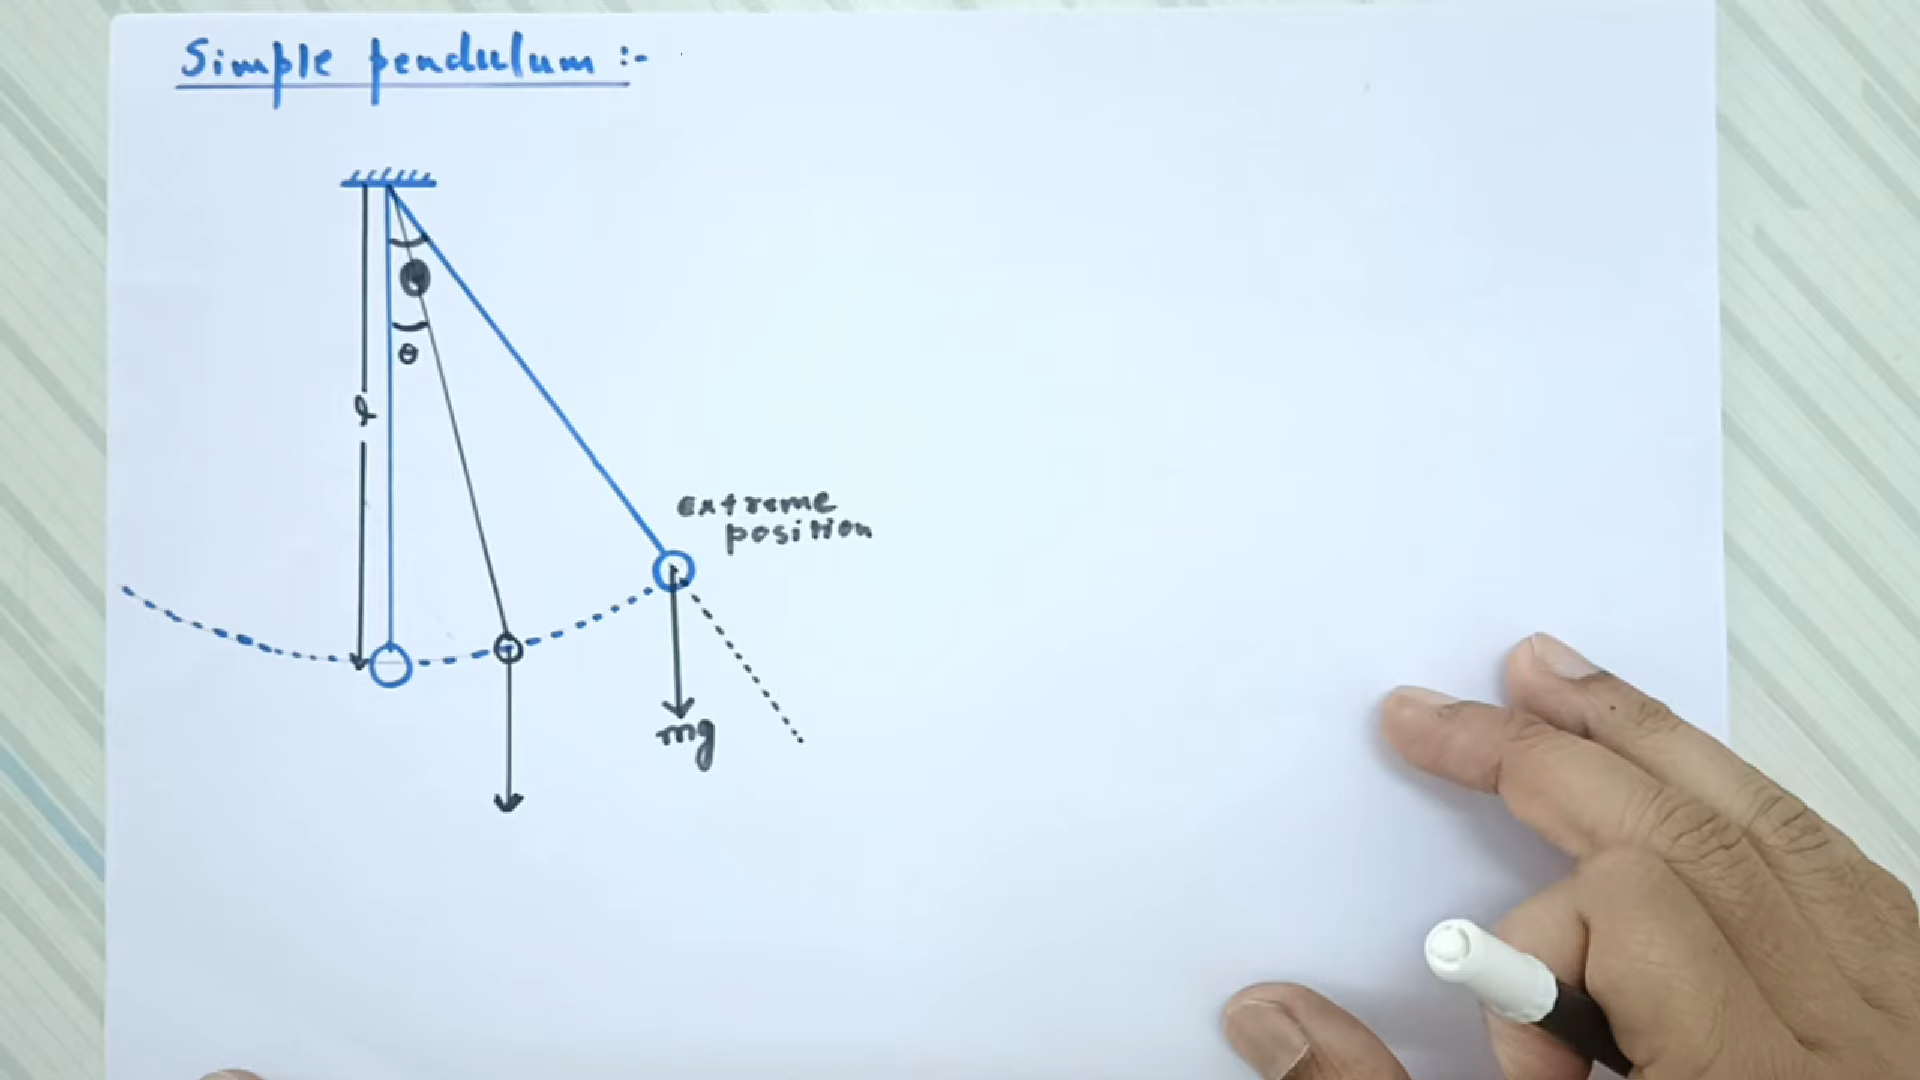 Simple pendulum :-
θ
l
extreme
position
mg